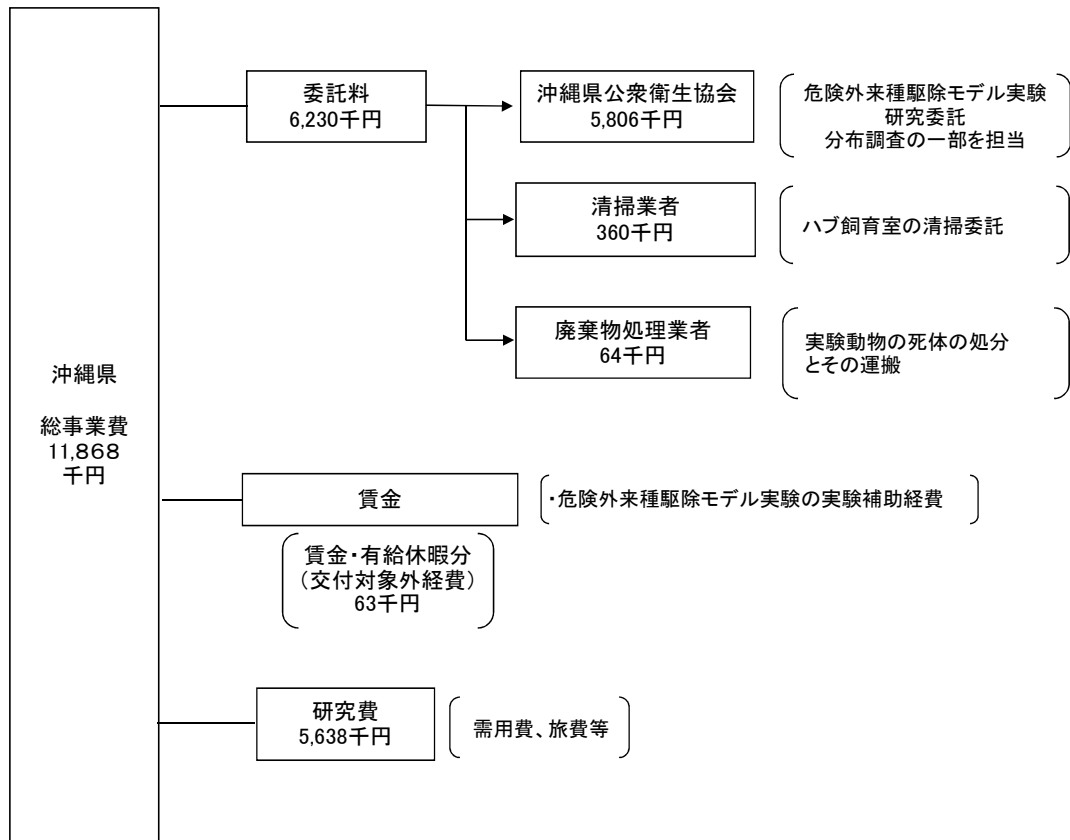 沖縄県
総事業費
11,868
千円
委託料
6,230千円
沖縄県公衆衛生協会
5,806千円
危険外来種駆除モデル実験
研究委託
分布調査の一部を担当
清掃業者
360千円
ハブ飼育室の清掃委託
廃棄物処理業者
64千円
実験動物の死体の処分
とその運搬
賃金
・危険外来種駆除モデル実験の実験補助経費
賃金・有給休暇分
（交付対象外経費）
63千円
研究費
5,638千円
需用費、旅費等